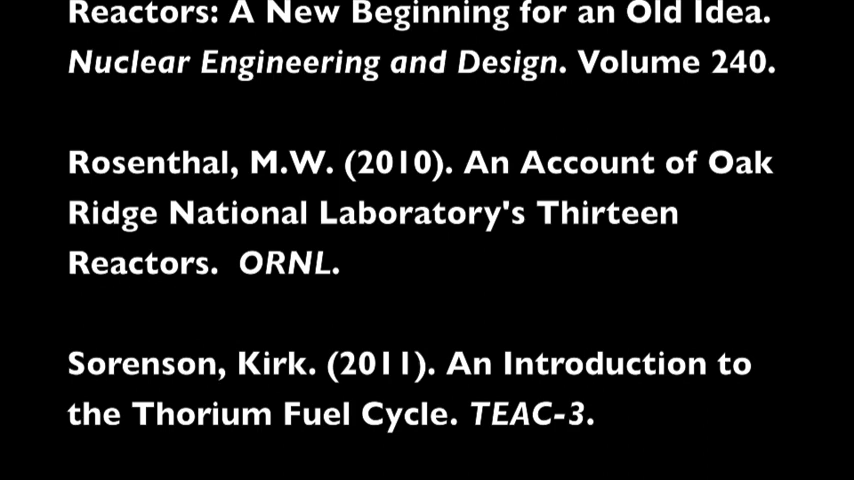 Reactors: A New Beginning for an Old Idea.
Nuclear Engineering and Design. Volume 240.
Rosenthal, M.W. (2010). An Account of Oak
Ridge National Laboratory's Thirteen
Reactors. ORNL.
Sorenson, Kirk. (2011). An Introduction to
the Thorium Fuel Cycle. TEAC-3.